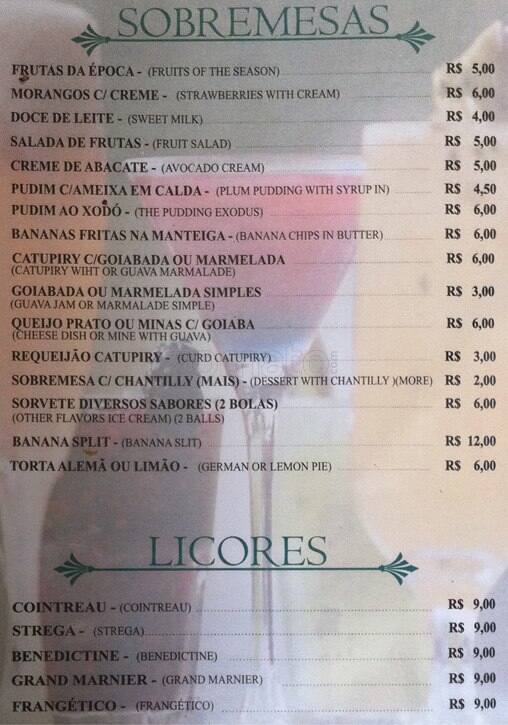 SOBREMESAS
FRUTAS DA ÉPOCA - (FRUITS OF THE SEASON) R$ 5,00
MORANGOS C/ CREME - (STRAWBERRIES WITH CREAM) R$ 6,00
DOCE DE LEITE - (SWEET MILK) R$ 4,00
SALADA DE FRUTAS - (FRUIT SALAD) R$ 5,00
CREME DE ABACATE - (AVOCADO CREAM) R$ 5,00
PUDIM C/AMEIXA EM CALDA - (PLUM PUDDING WITH SYRUP IN) R$ 4,50
PUDIM AO XODÓ - (THE PUDDING EXODUS) R$ 6,00
BANANAS FRITAS NA MANTEIGA - (BANANA CHIPS IN BUTTER) R$ 6,00
CATUPIRY C/GOIABADA OU MARMELADA R$ 6,00
(CATUPIRY WIHT OR GUAVA MARMALADE)
GOIABADA OU MARMELADA SIMPLES R$ 3,00
(GUAVA JAM OR MARMALADE SIMPLE)
QUEIJO PRATO OU MINAS C/ GOIABA R$ 6,00
(CHEESE DISH OR MINE WITH GUAVA)
REQUEIJÃO CATUPIRY - (CURD CATUPIRY) R$ 3,00
SOBREMESA C/ CHANTILLY (MAIS) - (DESSERT WITH CHANTILLY )(MORE) R$ 2,00
SORVETE DIVERSOS SABORES (2 BOLAS) R$ 6,00
(OTHER FLAVORS ICE CREAM) (2 BALLS)
BANANA SPLIT - (BANANA SLIT) R$ 12,00
TORTA ALEMÃ OU LIMÃO - (GERMAN OR LEMON PIE) R$ 6,00
LICORES
COINTREAU - (COINTREAU) R$ 9,00
STREGA - (STREGA) R$ 9,00
BENEDICTINE - (BENEDICTINE) R$ 9,00
GRAND MARNIER - (GRAND MARNIER) R$ 9,00
FRANGÉTICO - (FRANGÉTICO) R$ 9,00